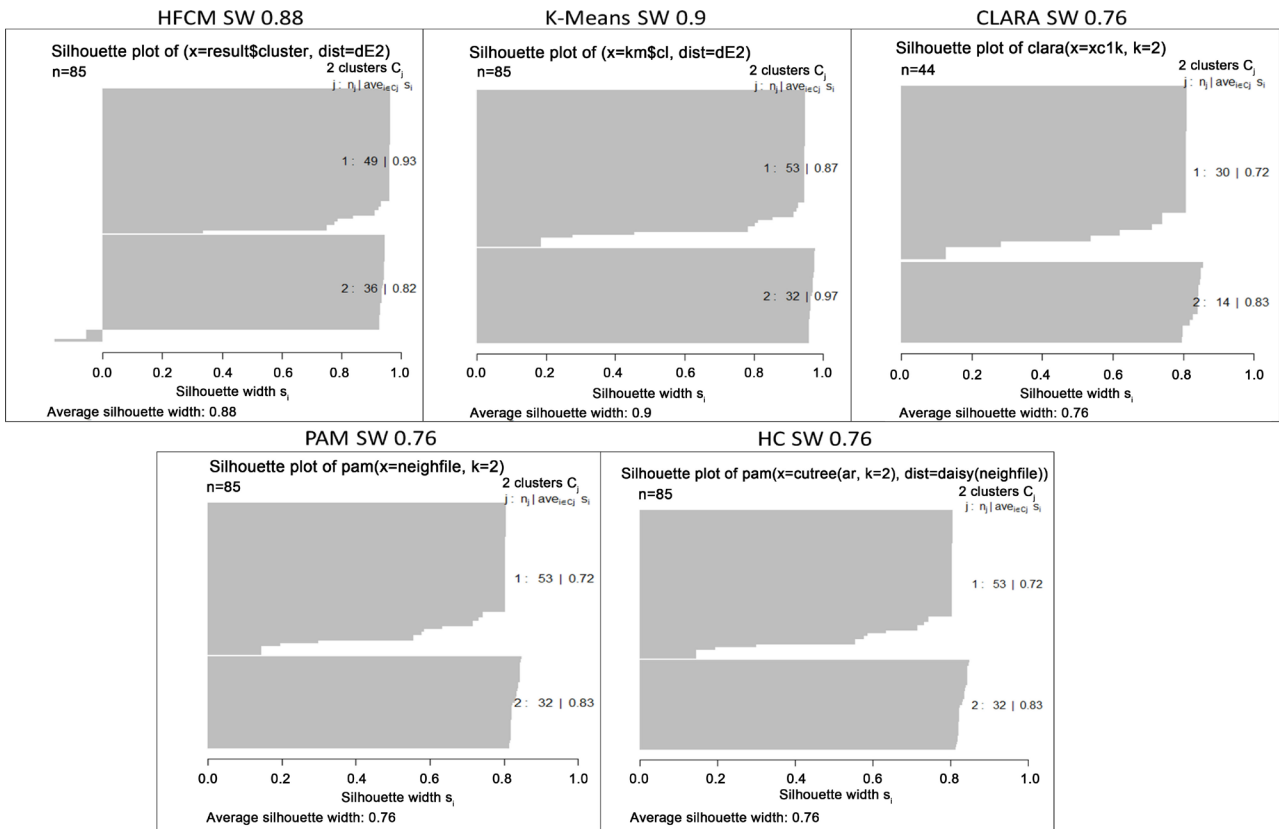 HFCM SW 0.88
Silhouette plot of (x=result$cluster, dist=dE2)
n=85
2 clusters Cj
j : nj | avei∈Cj si
1 : 49 | 0.93
2 : 36 | 0.82
0.0 0.2 0.4 0.6 0.8 1.0
Silhouette width si
Average silhouette width: 0.88
K-Means SW 0.9
Silhouette plot of (x=km$cl, dist=dE2)
n=85
2 clusters Cj
j : nj | avei∈Cj si
1 : 53 | 0.87
2 : 32 | 0.97
0.0 0.2 0.4 0.6 0.8 1.0
Silhouette width si
Average silhouette width: 0.9
CLARA SW 0.76
Silhouette plot of clara(x=xc1k, k=2)
n=44
2 clusters Cj
j : nj | avei∈Cj si
1 : 30 | 0.72
2 : 14 | 0.83
0.0 0.2 0.4 0.6 0.8 1.0
Silhouette width si
Average silhouette width: 0.76
PAM SW 0.76
Silhouette plot of pam(x=neighfile, k=2)
n=85
2 clusters Cj
j : nj | avei∈Cj si
1 : 53 | 0.72
2 : 32 | 0.83
0.0 0.2 0.4 0.6 0.8 1.0
Silhouette width si
Average silhouette width: 0.76
HC SW 0.76
Silhouette plot of pam(x=cutree(ar, k=2), dist=daisy(neighfile))
n=85
2 clusters Cj
j : nj | avei∈Cj si
1 : 53 | 0.72
2 : 32 | 0.83
0.0 0.2 0.4 0.6 0.8 1.0
Silhouette width si
Average silhouette width: 0.76